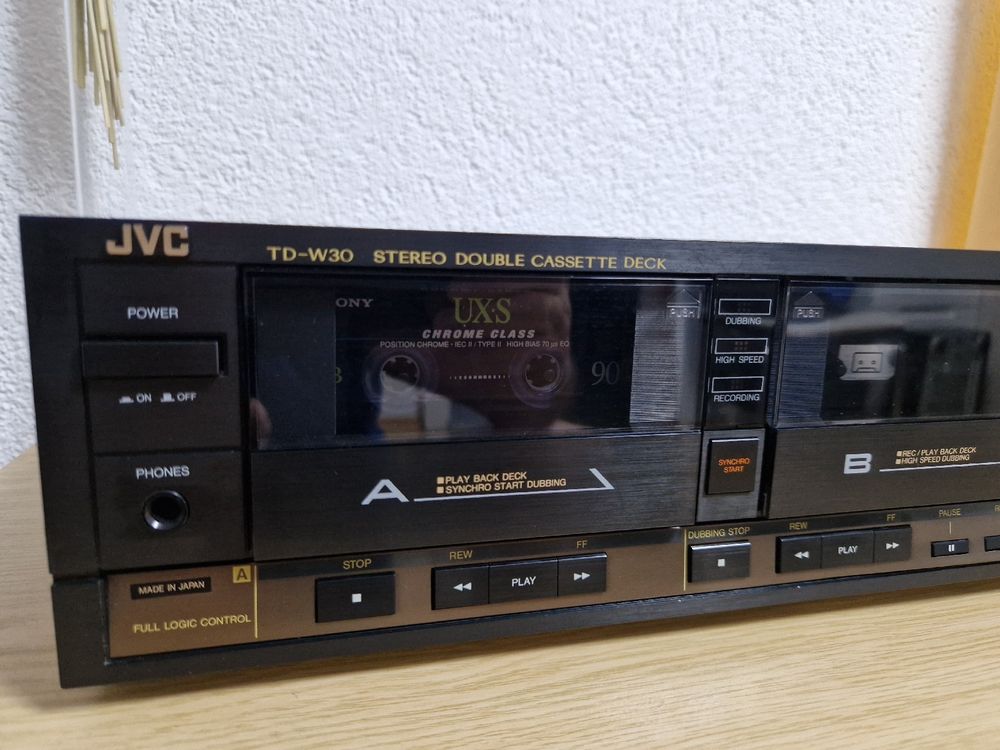 JVC
TD-W30 STEREO DOUBLE CASSETTE DECK
POWER
ON OFF
PHONES
ONY
UX·S
CHROME CLASS
POSITION CHROME · IEC II / TYPE II HIGH BIAS 70 µs EQ
90
PUSH
DUBBING
HIGH SPEED
RECORDING
SYNCHRO
START
PUSH
A
PLAY BACK DECK
SYNCHRO START DUBBING
B
REC/PLAY BACK DECK
HIGH SPEED DUBBING
MADE IN JAPAN
A
FULL LOGIC CONTROL
STOP
REW
FF
PLAY
DUBBING STOP
REW
FF
PLAY
PAUSE